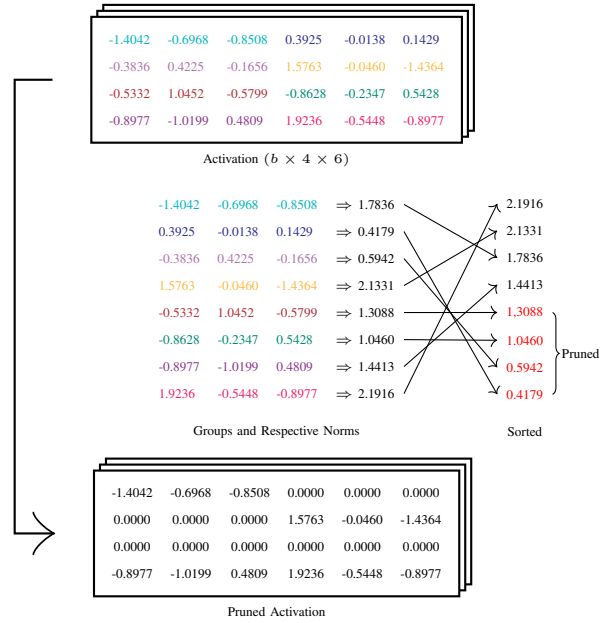 -1.4042 -0.6968 -0.8508 0.3925 -0.0138 0.1429
-0.3836 0.4225 -0.1656 1.5763 -0.0460 -1.4364
-0.5332 1.0452 -0.5799 -0.8628 -0.2347 0.5428
-0.8977 -1.0199 0.4809 1.9236 -0.5448 -0.8977
Activation (b × 4 × 6)
-1.4042 -0.6968 -0.8508 ⇒ 1.7836 2.1916
0.3925 -0.0138 0.1429 ⇒ 0.4179 2.1331
-0.3836 0.4225 -0.1656 ⇒ 0.5942 1.7836
1.5763 -0.0460 -1.4364 ⇒ 2.1331 1.4413
-0.5332 1.0452 -0.5799 ⇒ 1.3088 1.3088
-0.8628 -0.2347 0.5428 ⇒ 1.0460 1.0460
Pruned
-0.8977 -1.0199 0.4809 ⇒ 1.4413 0.5942
1.9236 -0.5448 -0.8977 ⇒ 2.1916 0.4179
Groups and Respective Norms Sorted
-1.4042 -0.6968 -0.8508 0.0000 0.0000 0.0000
0.0000 0.0000 0.0000 1.5763 -0.0460 -1.4364
0.0000 0.0000 0.0000 0.0000 0.0000 0.0000
-0.8977 -1.0199 0.4809 1.9236 -0.5448 -0.8977
Pruned Activation